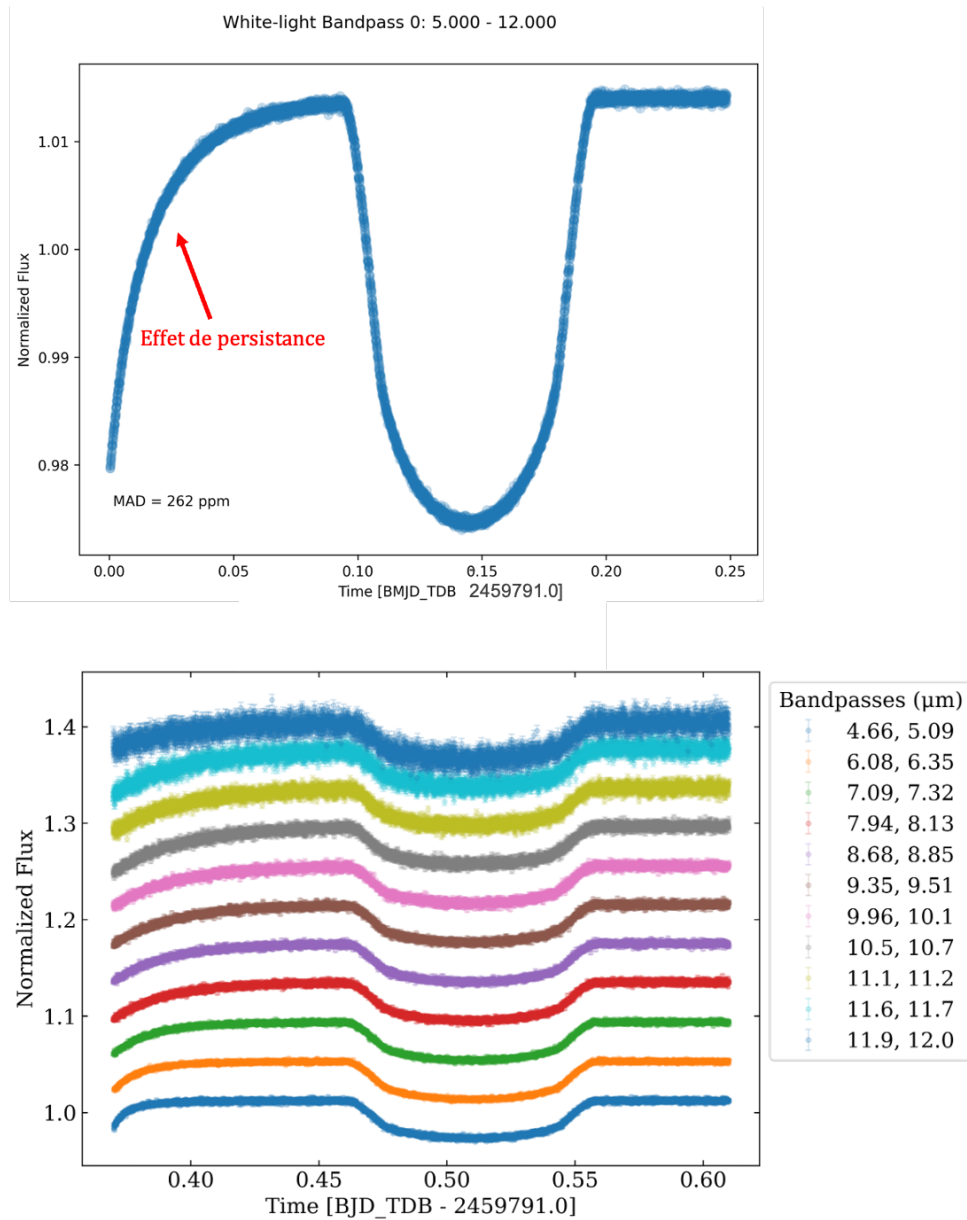 White-light Bandpass 0: 5.000 - 12.000
1.01
1.00
0.99
0.98
Normalized Flux
Effet de persistance
MAD = 262 ppm
0.00 0.05 0.10 0.15 0.20 0.25
Time [BMJD_TDB 2459791.0]
1.4
1.3
1.2
1.1
1.0
Normalized Flux
0.40 0.45 0.50 0.55 0.60
Time [BJD_TDB - 2459791.0]
Bandpasses (μm)
4.66, 5.09
6.08, 6.35
7.09, 7.32
7.94, 8.13
8.68, 8.85
9.35, 9.51
9.96, 10.1
10.5, 10.7
11.1, 11.2
11.6, 11.7
11.9, 12.0